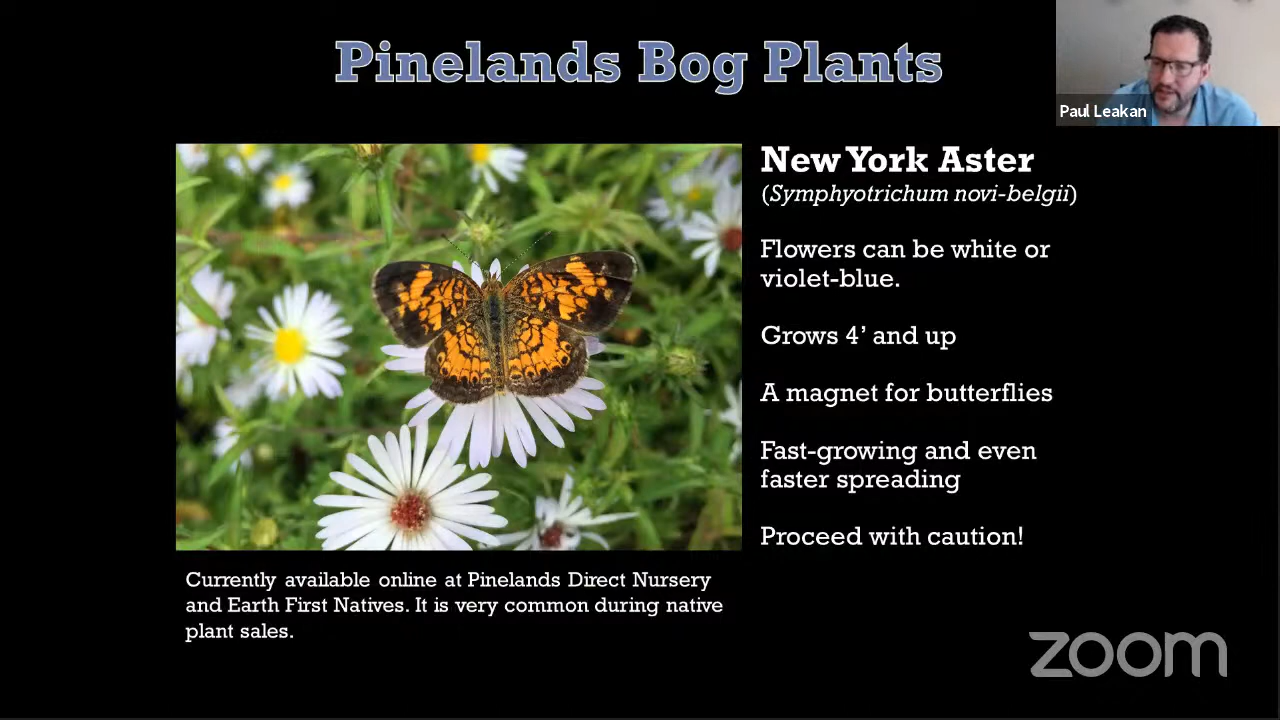 Pinelands Bog Plants
Paul Leakan
New York Aster
(Symphyotrichum novi-belgii)
Flowers can be white or
violet-blue.
Grows 4’ and up
A magnet for butterflies
Fast-growing and even
faster spreading
Proceed with caution!
Currently available online at Pinelands Direct Nursery
and Earth First Natives. It is very common during native
plant sales.
zoom